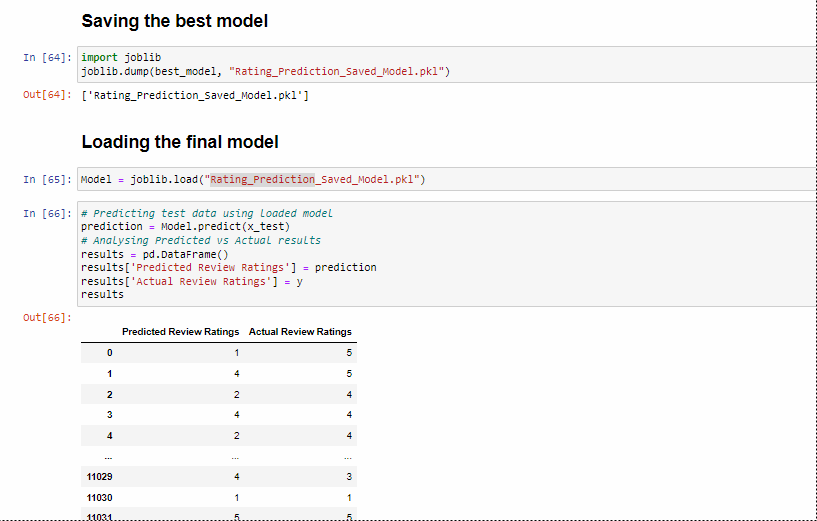 Saving the best model
In [64]: import joblib
joblib.dump(best_model, "Rating_Prediction_Saved_Model.pkl")
Out[64]: ['Rating_Prediction_Saved_Model.pkl']
Loading the final model
In [65]: Model = joblib.load("Rating_Prediction_Saved_Model.pkl")
In [66]: # Predicting test data using loaded model
prediction = Model.predict(x_test)
# Analysing Predicted vs Actual results
results = pd.DataFrame()
results['Predicted Review Ratings'] = prediction
results['Actual Review Ratings'] = y
results
Out[66]:
Predicted Review Ratings Actual Review Ratings
0 1 5
1 4 5
2 2 4
3 4 4
4 2 4
... ... ...
11029 4 3
11030 1 1
11031 5 5